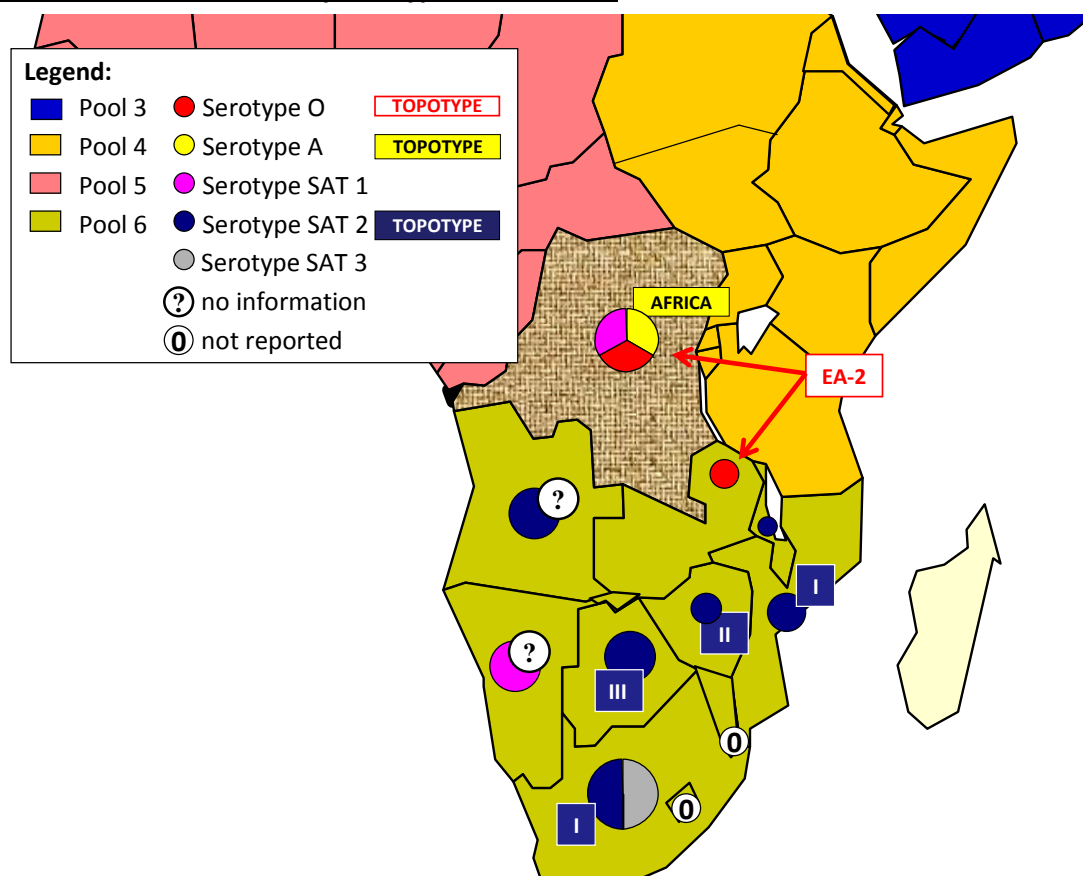 Legend:
Pool 3
Serotype O
TOPOTYPE
Pool 4
Serotype A
TOPOTYPE
Pool 5
Serotype SAT 1
Pool 6
Serotype SAT 2
TOPOTYPE
Serotype SAT 3
? no information
0 not reported
AFRICA
EA-2
?
I
II
?
III
0
I
0